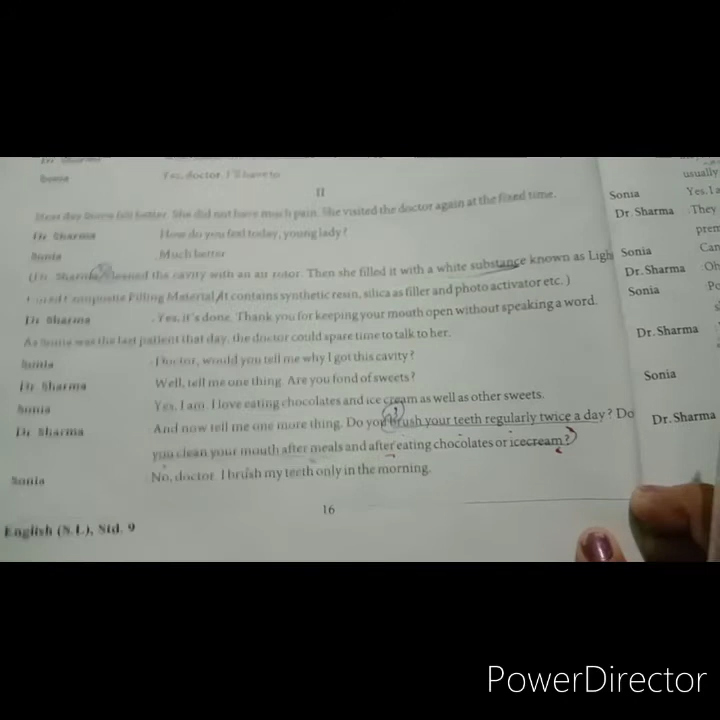 Dr Sharma
Sonia Yes, doctor, I'll have to
II
Next day Sonia felt better. She did not have much pain. She visited the doctor again at the fixed time.
Dr Sharma : How do you feel today, young lady?
Sonia : Much better
(Dr. Sharma cleaned the cavity with an air rotor. Then she filled it with a white substance known as Ligh
Cured Composite Filling Material. It contains synthetic resin, silica as filler and photo activator etc.)
Dr Sharma : Yes, it's done. Thank you for keeping your mouth open without speaking a word.
As Sonia was the last patient that day, the doctor could spare time to talk to her.
Sonia : Doctor, would you tell me why I got this cavity?
Dr Sharma : Well, tell me one thing. Are you fond of sweets?
Sonia : Yes, I am. I love eating chocolates and ice cream as well as other sweets.
Dr Sharma : And now tell me one more thing. Do you brush your teeth regularly twice a day? Do
you clean your mouth after meals and after eating chocolates or icecream?
Sonia : No, doctor. I brush my teeth only in the morning.
16
English (S.L.), Std. 9
usually
Sonia Yes, I a
Dr. Sharma : They
prem
Sonia Can
Dr. Sharma Oh
Sonia Po
Dr. Sharma
Sonia
Dr. Sharma
PowerDirector